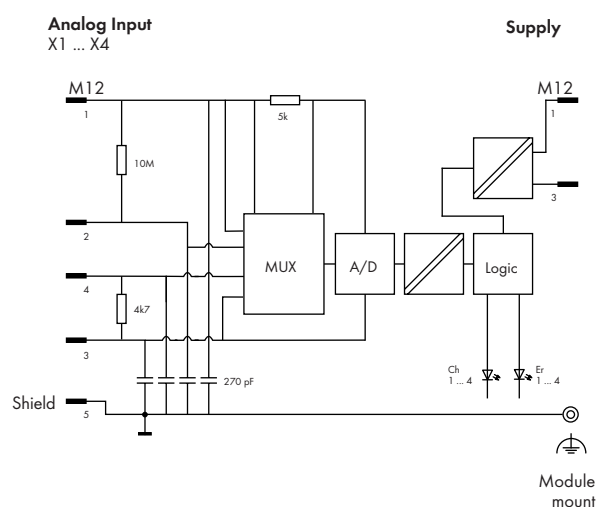 Analog Input
X1 ... X4
Supply
M12
M12
1
5k
1
10M
3
2
MUX
A/D
Logic
4
4k7
3
Ch
1 ... 4
Er
1 ... 4
270 pF
Shield
5
Module
mount